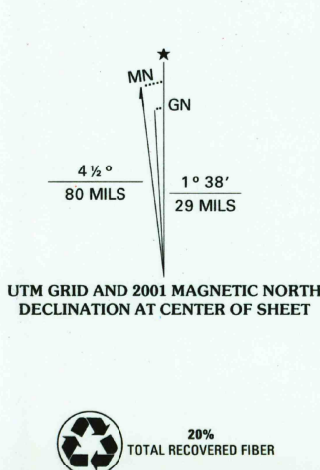 ★
MN
GN
4 ½ °
80 MILS
1° 38′
29 MILS
UTM GRID AND 2001 MAGNETIC NORTH
DECLINATION AT CENTER OF SHEET
20%
TOTAL RECOVERED FIBER